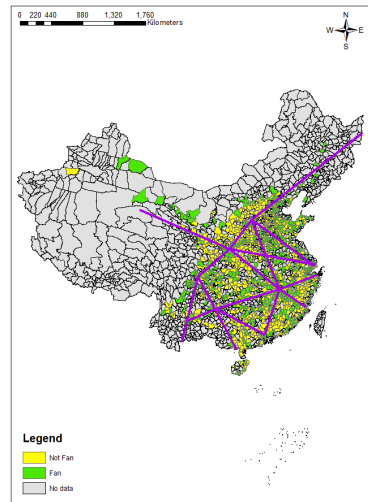 0 220 440 880 1,320 1,760
Kilometers
N
W E
S
Legend
Not Fan
Fan
No data